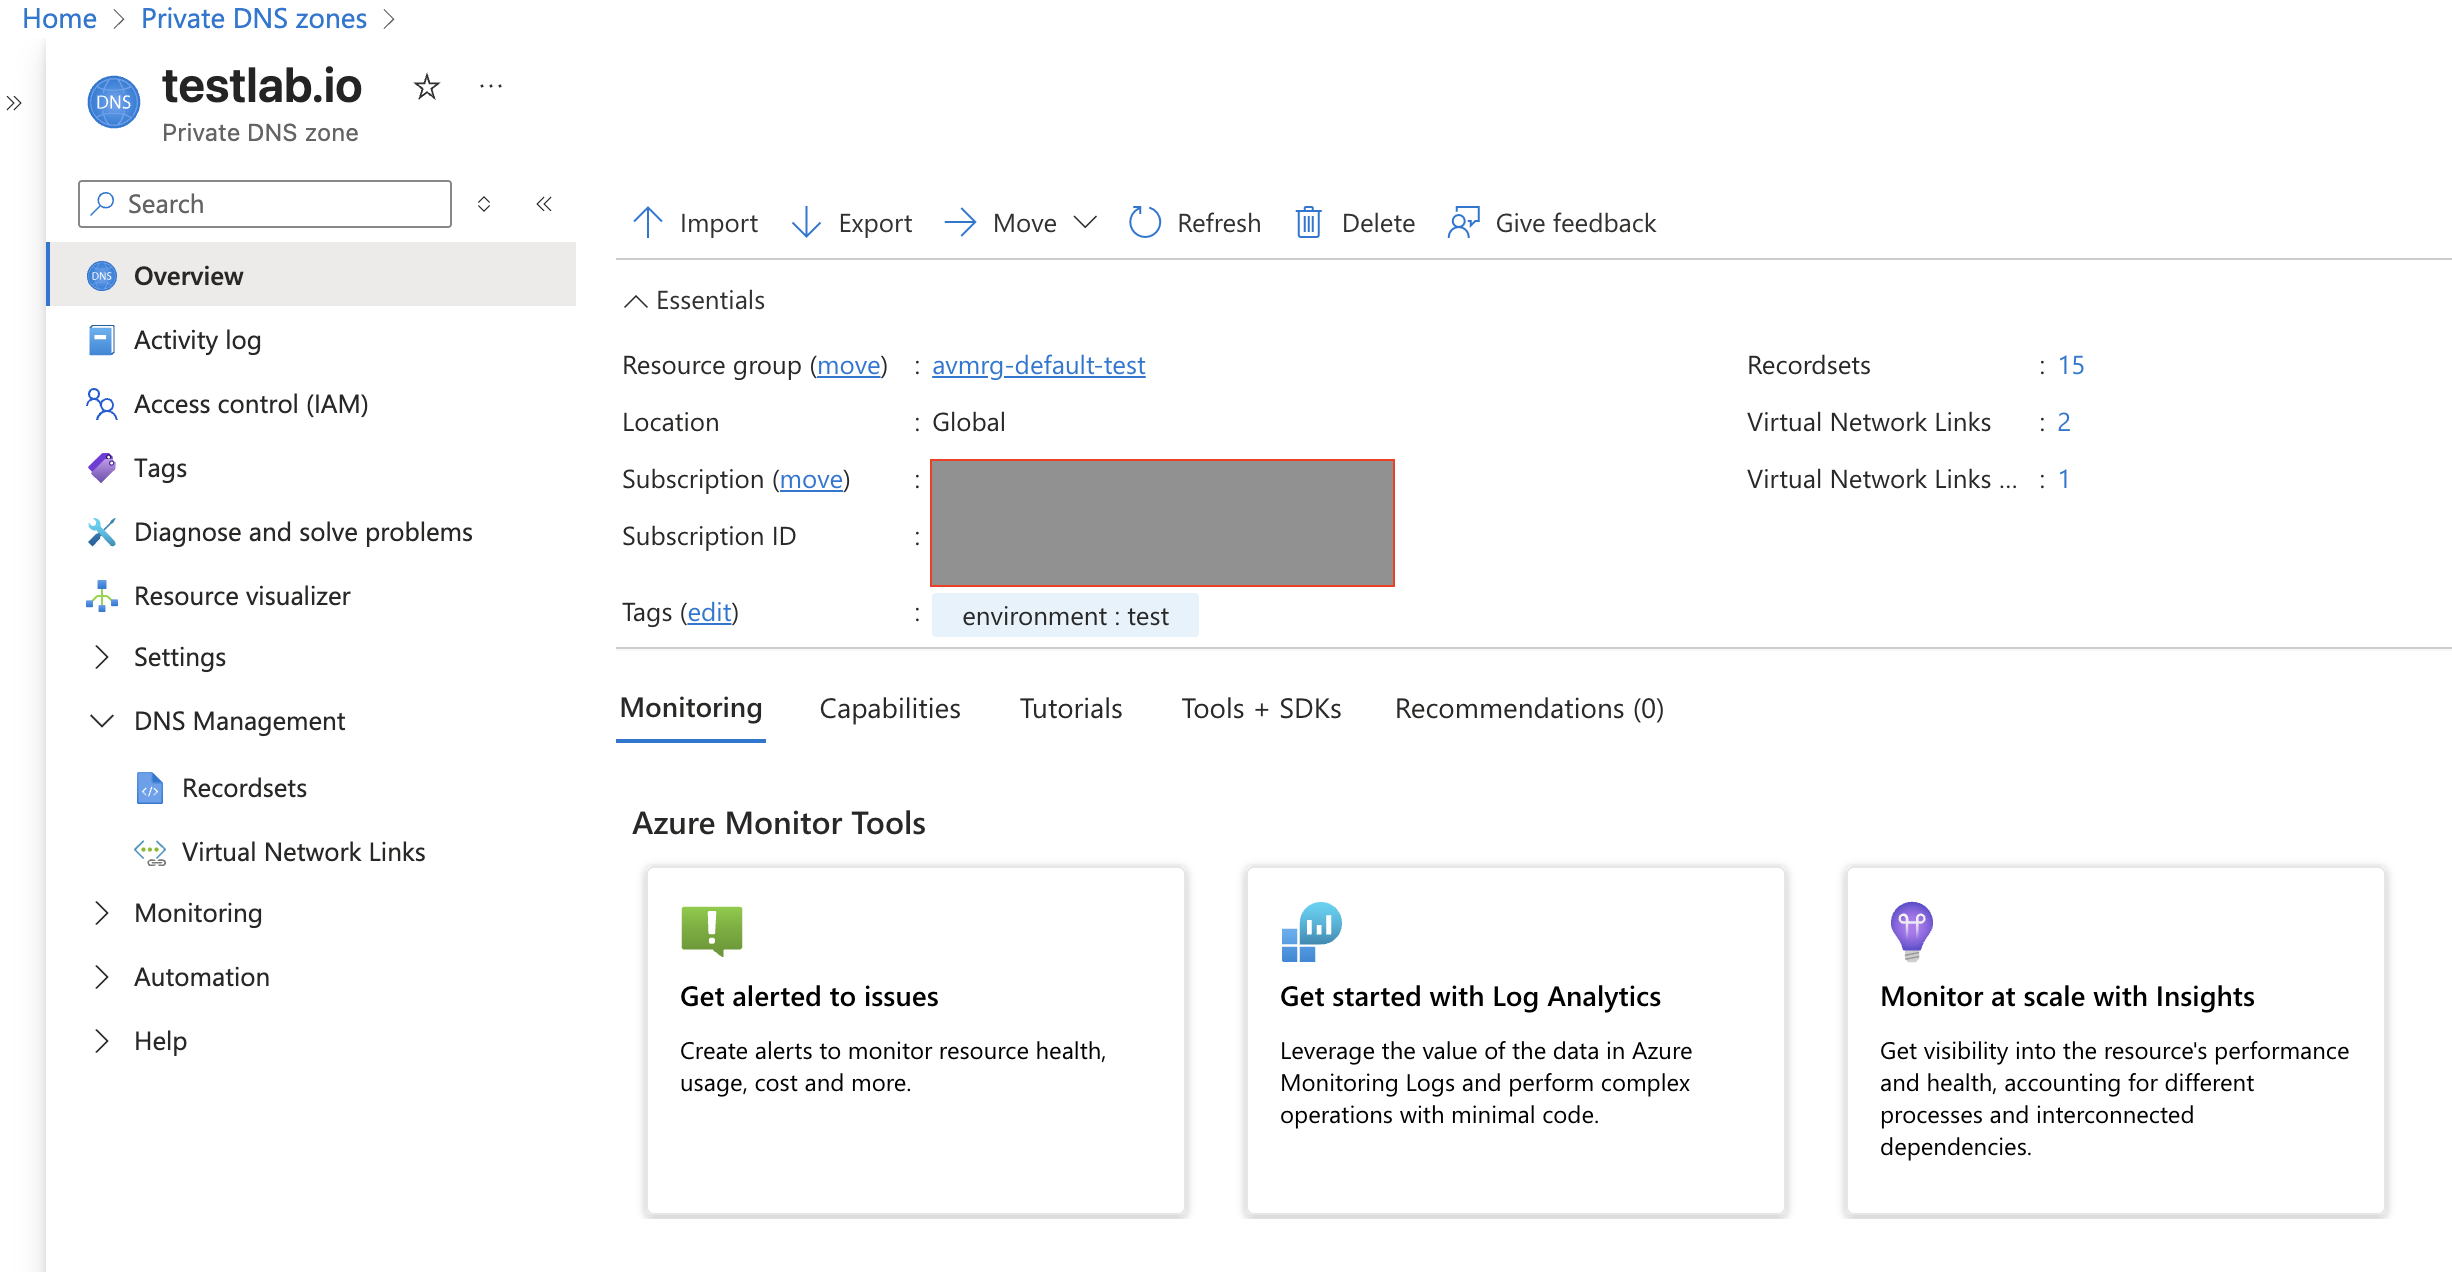 Home > Private DNS zones >
testlab.io
Private DNS zone
DNS
Search
Overview
DNS
Activity log
Access control (IAM)
Tags
Diagnose and solve problems
Resource visualizer
Settings
DNS Management
Recordsets
Virtual Network Links
Monitoring
Automation
Help
Import Export Move Refresh Delete Give feedback
Essentials
Resource group (move) : avmrg-default-test
Location : Global
Subscription (move) :
Subscription ID :
Tags (edit) : environment : test
Recordsets : 15
Virtual Network Links : 2
Virtual Network Links ... : 1
Monitoring Capabilities Tutorials Tools + SDKs Recommendations (0)
Azure Monitor Tools
Get alerted to issues
Create alerts to monitor resource health,
usage, cost and more.
Get started with Log Analytics
Leverage the value of the data in Azure
Monitoring Logs and perform complex
operations with minimal code.
Monitor at scale with Insights
Get visibility into the resource's performance
and health, accounting for different
processes and interconnected
dependencies.